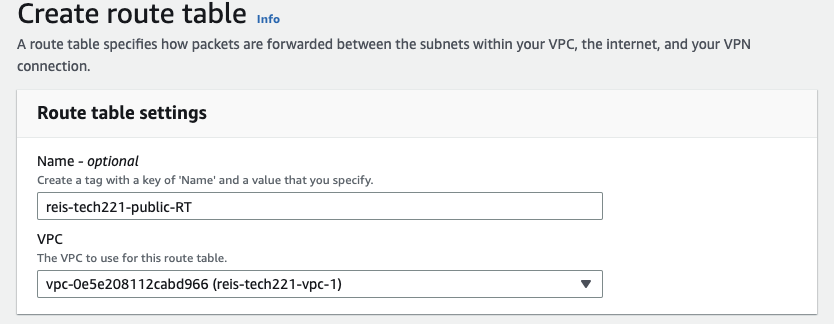 Create route table Info
A route table specifies how packets are forwarded between the subnets within your VPC, the internet, and your VPN
connection.
Route table settings
Name - optional
Create a tag with a key of 'Name' and a value that you specify.
reis-tech221-public-RT
VPC
The VPC to use for this route table.
vpc-0e5e208112cabd966 (reis-tech221-vpc-1)